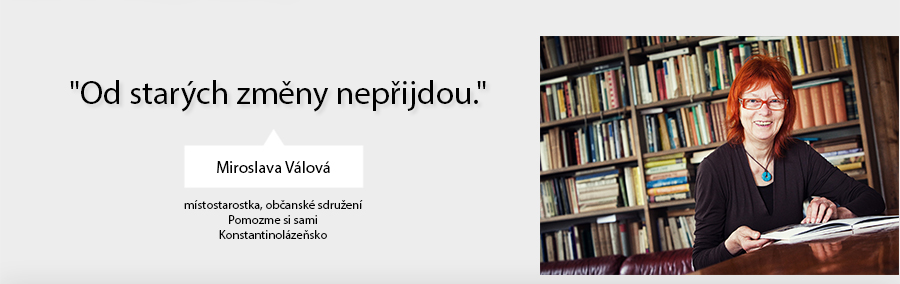 "Od starých změny nepřijdou."
Miroslava Válová
místostarostka, občanské sdružení
Pomozme si sami
Konstantinolázeňsko